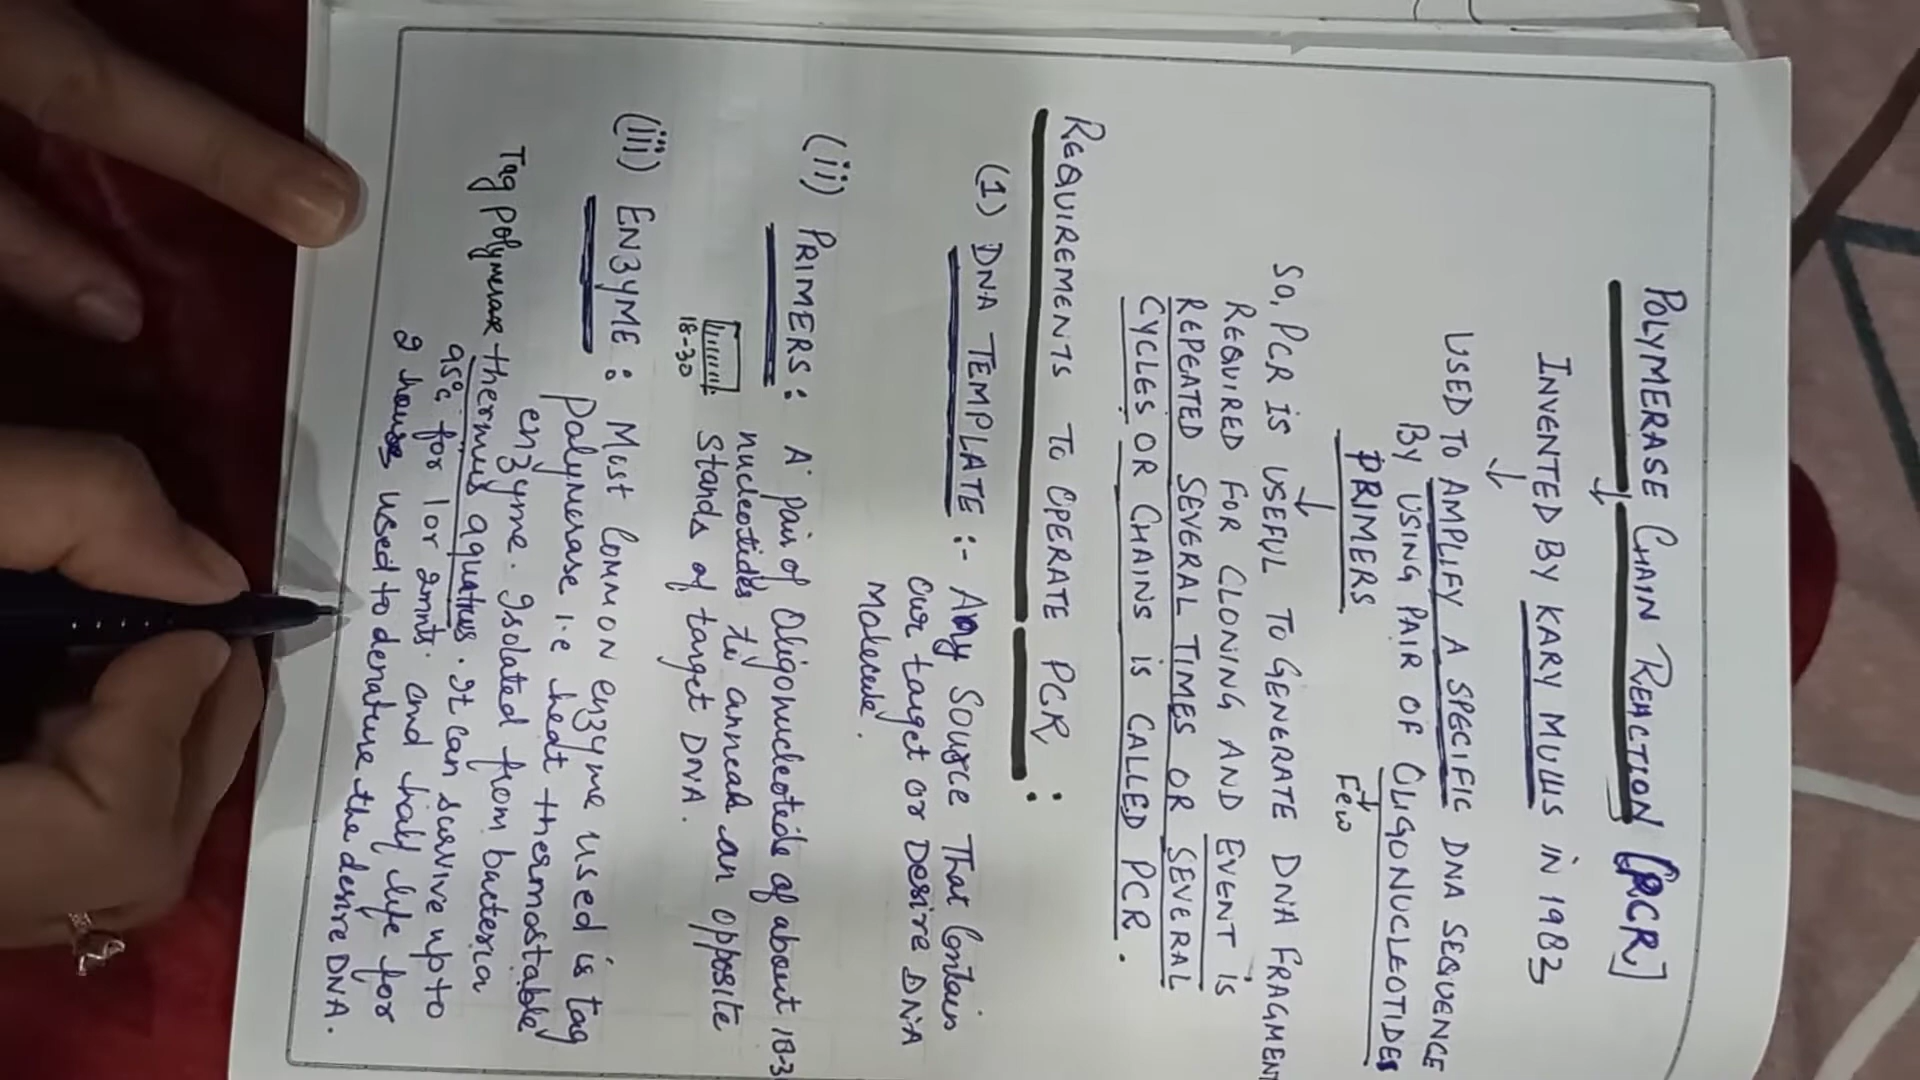 POLYMERASE CHAIN REACTION [PCR]
INVENTED BY KARY MULLIS IN 1983
USED TO AMPLIFY A SPECIFIC DNA SEQUENCE
BY USING PAIR OF OLIGONUCLEOTIDES
PRIMERS
Few
SO, PCR IS USEFUL TO GENERATE DNA FRAGMENT
REQUIRED FOR CLONING AND EVENT IS
REPEATED SEVERAL TIMES OR SEVERAL
CYCLES OR CHAINS IS CALLED PCR.
REQUIREMENTS TO OPERATE PCR:
(1) DNA TEMPLATE :- Any Source That Contain
our target or Desire DNA
Molecule.
(ii) PRIMERS: A pair of Oligonucleotide of about 18-3
nucleotides to anneal an opposite
18-30
Stands of target DNA.
(iii) ENZYME: Most Common enzyme used is tag
polymerase i.e heat thermostable
enzyme. Isolated from bacteria
Tag polymerase thermus aquatius. It can survive upto
95°C for 1 or 2 mnts. and half life for
2 hours used to denature the desire DNA.